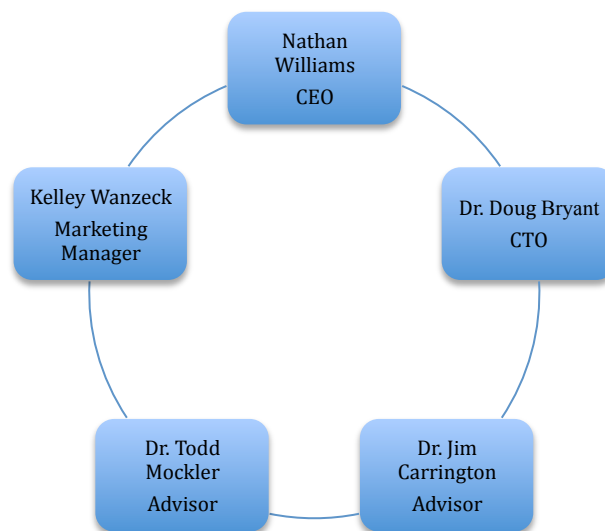 Nathan
Williams
CEO
Kelley Wanzeck
Marketing
Manager
Dr. Doug Bryant
CTO
Dr. Todd
Mockler
Advisor
Dr. Jim
Carrington
Advisor